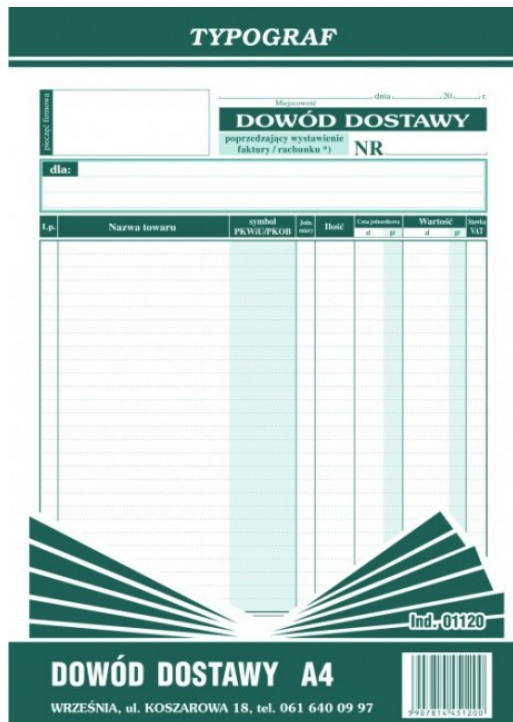 TYPOGRAF
pieczęć firmowa
dnia 20 r.
Miejscowość
DOWÓD DOSTAWY
poprzedzający wystawienie
faktury / rachunku *)
NR
dla:
Lp. Nazwa towaru symbol PKWiU/PKOB Jedn. miary Ilość Cena jednostkowa zł gr Wartość zł gr Stawka VAT
Ind. 01120
DOWÓD DOSTAWY A4
WRZEŚNIA, ul. KOSZAROWA 18, tel. 061 640 09 97
5907814451200